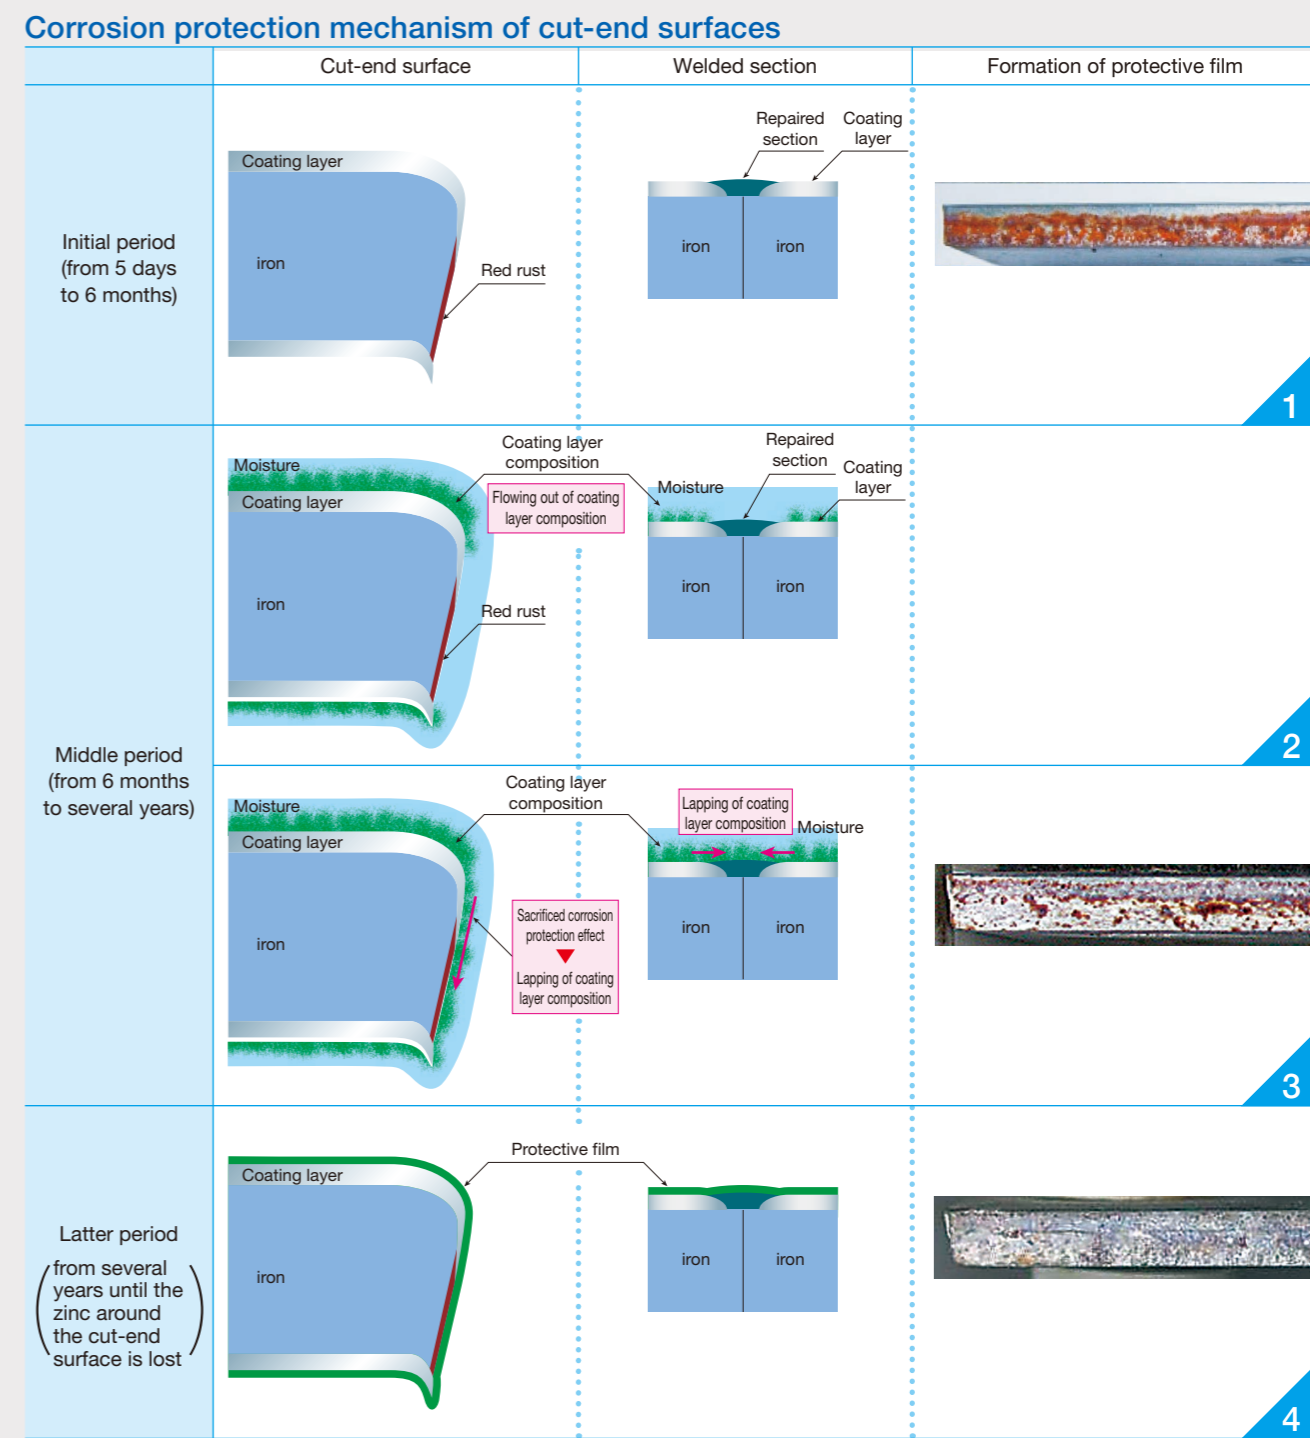 Corrosion protection mechanism of cut-end surfaces
Cut-end surface
Welded section
Formation of protective film
Initial period
(from 5 days
to 6 months)
Coating layer
iron
Red rust
Repaired
section
Coating
layer
iron
iron
1
Middle period
(from 6 months
to several years)
Moisture
Coating layer
iron
Coating layer
composition
Flowing out of coating
layer composition
Red rust
Moisture
Repaired
section
Coating
layer
iron
iron
2
Moisture
Coating layer
iron
Coating layer
composition
Sacrificed corrosion
protection effect
Lapping of coating
layer composition
Lapping of coating
layer composition
Moisture
iron
iron
3
Latter period
(from several
years until the
zinc around
the cut-end
surface is lost)
Coating layer
iron
Protective film
iron
iron
4